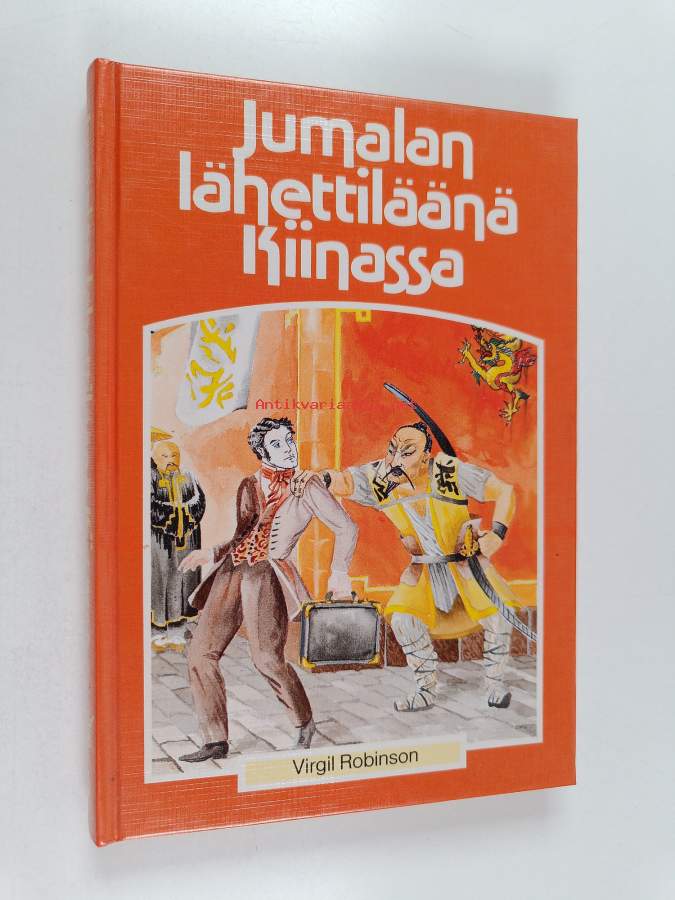 Jumalan
lähettiläänä
Kiinassa
Virgil Robinson